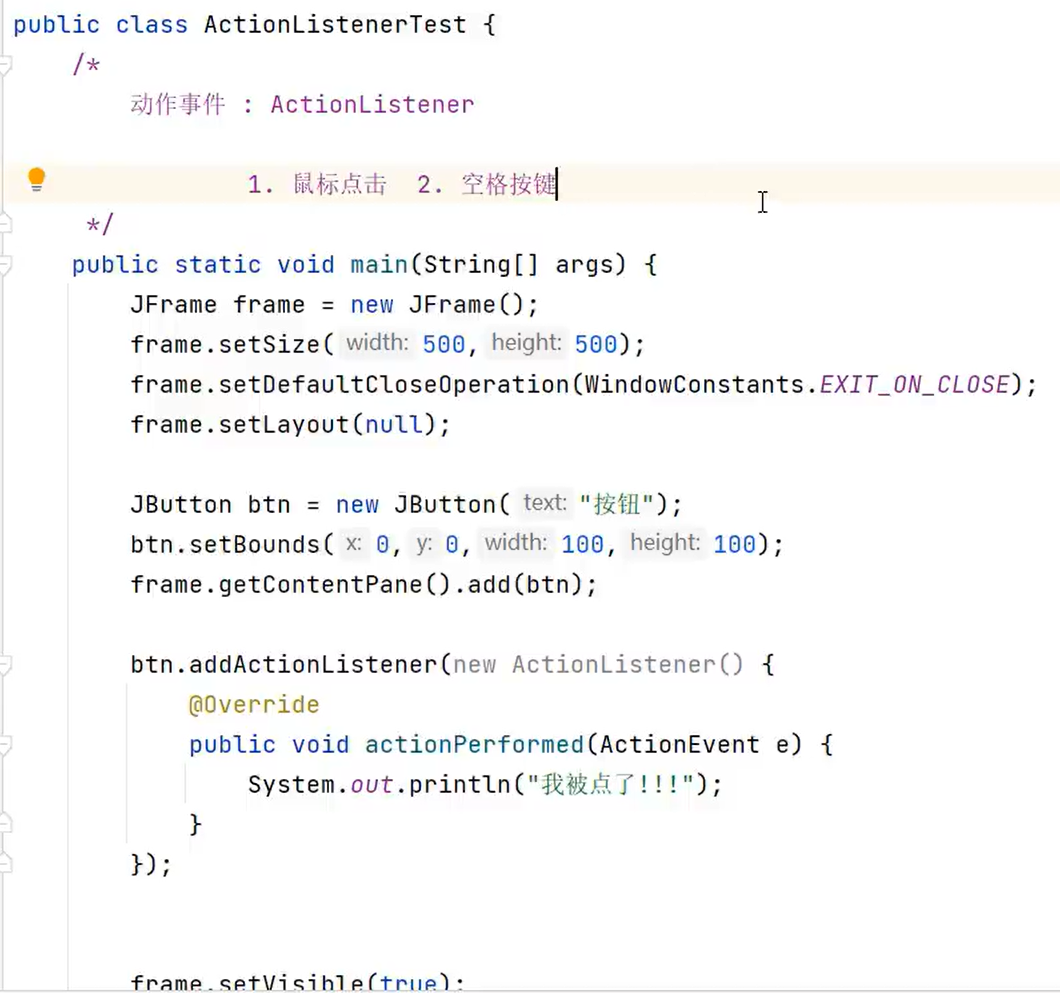 public class ActionListenerTest {
/*
动作事件 : ActionListener
1. 鼠标点击 2. 空格按键
*/
public static void main(String[] args) {
JFrame frame = new JFrame();
frame.setSize( width: 500, height: 500);
frame.setDefaultCloseOperation(WindowConstants.EXIT_ON_CLOSE);
frame.setLayout(null);
JButton btn = new JButton( text: "按钮");
btn.setBounds( x: 0, y: 0, width: 100, height: 100);
frame.getContentPane().add(btn);
btn.addActionListener(new ActionListener() {
@Override
public void actionPerformed(ActionEvent e) {
System.out.println("我被点了!!!");
}
});
frame.setVisible(true);